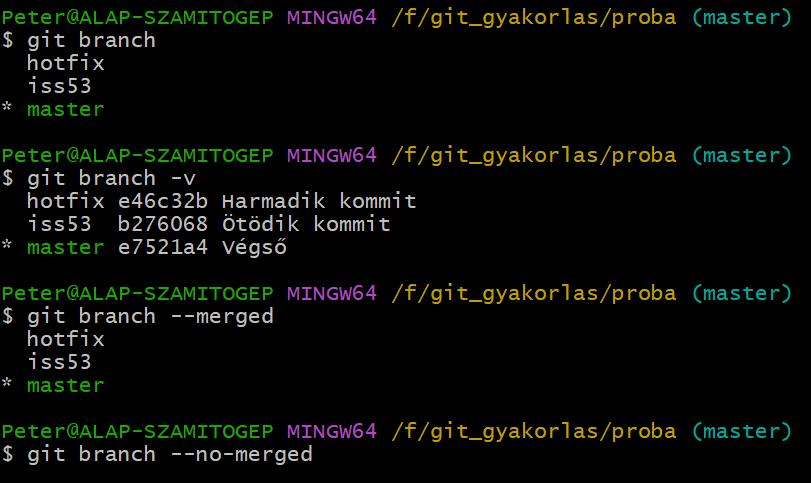 Peter@ALAP-SZAMITOGEP MINGW64 /f/git_gyakorlas/proba (master)
$ git branch
  hotfix
  iss53
* master
Peter@ALAP-SZAMITOGEP MINGW64 /f/git_gyakorlas/proba (master)
$ git branch -v
  hotfix e46c32b Harmadik kommit
  iss53  b276068 Ötödik kommit
* master e7521a4 Végső
Peter@ALAP-SZAMITOGEP MINGW64 /f/git_gyakorlas/proba (master)
$ git branch --merged
  hotfix
  iss53
* master
Peter@ALAP-SZAMITOGEP MINGW64 /f/git_gyakorlas/proba (master)
$ git branch --no-merged